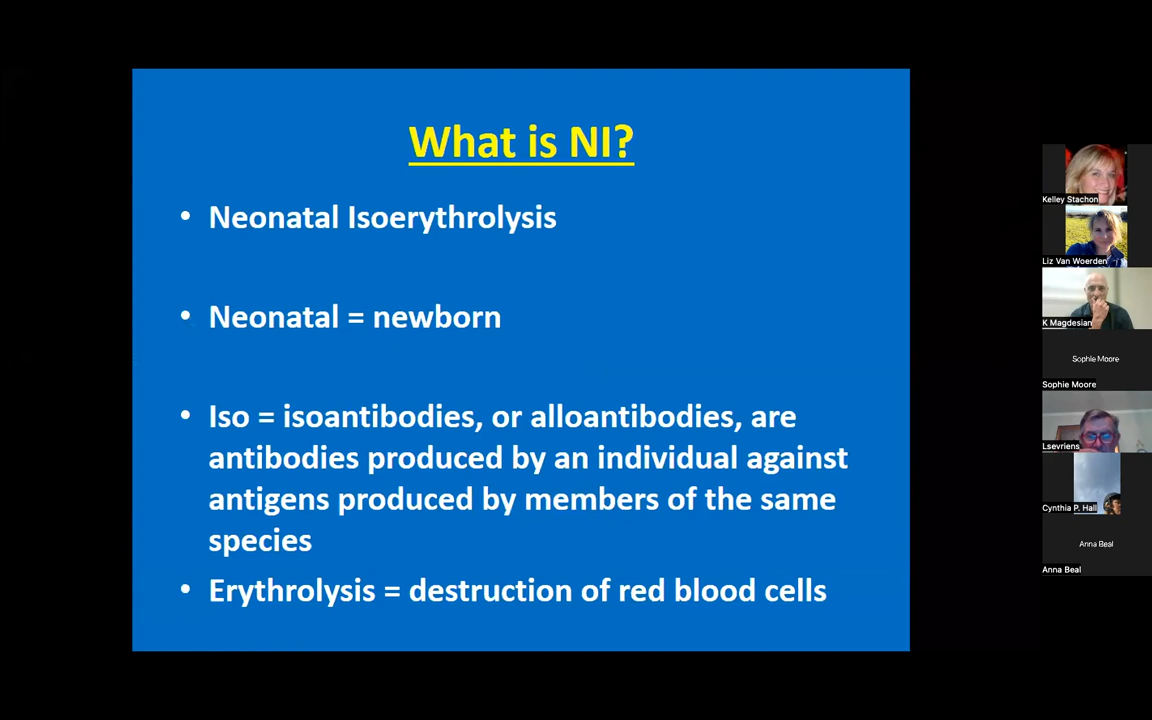 What is NI?
• Neonatal Isoerythrolysis
• Neonatal = newborn
• Iso = isoantibodies, or alloantibodies, are
antibodies produced by an individual against
antigens produced by members of the same
species
• Erythrolysis = destruction of red blood cells
Kelley Stachon
Liz Van Woerden
K Magdesian
Sophie Moore
Sophie Moore
Lsevriens
Cynthia P. Hall
Anna Beal
Anna Beal